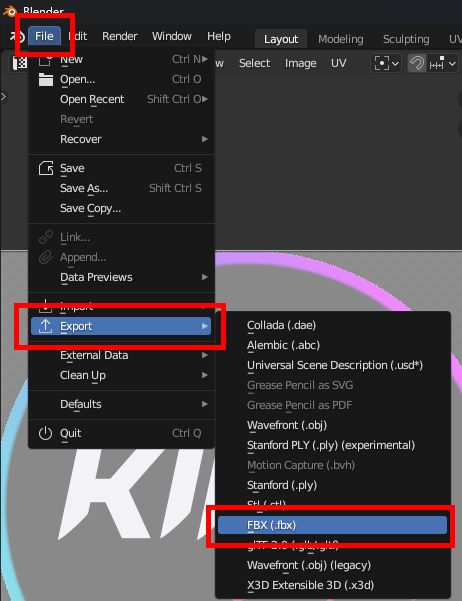 Blender
File Edit Render Window Help Layout Modeling Sculpting UV
View Select Image UV
New Ctrl N
Open... Ctrl O
Open Recent Shift Ctrl O
Revert
Recover
Save Ctrl S
Save As... Shift Ctrl S
Save Copy...
Link...
Append...
Data Previews
Import
Export
External Data
Clean Up
Defaults
Quit Ctrl Q
Collada (.dae)
Alembic (.abc)
Universal Scene Description (.usd*)
Grease Pencil as SVG
Grease Pencil as PDF
Wavefront (.obj)
Stanford PLY (.ply) (experimental)
Motion Capture (.bvh)
Stanford (.ply)
Stl (.stl)
FBX (.fbx)
glTF 2.0 (.glb/.gltf)
Wavefront (.obj) (legacy)
X3D Extensible 3D (.x3d)